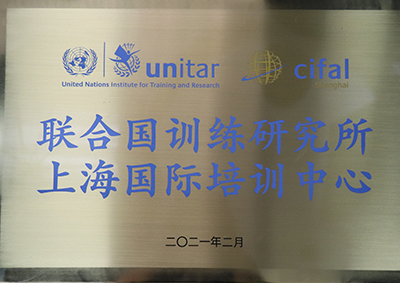 unitar cifal
United Nations Institute for Training and Research
Shanghai
联合国训练研究所
上海国际培训中心
二〇二一年二月